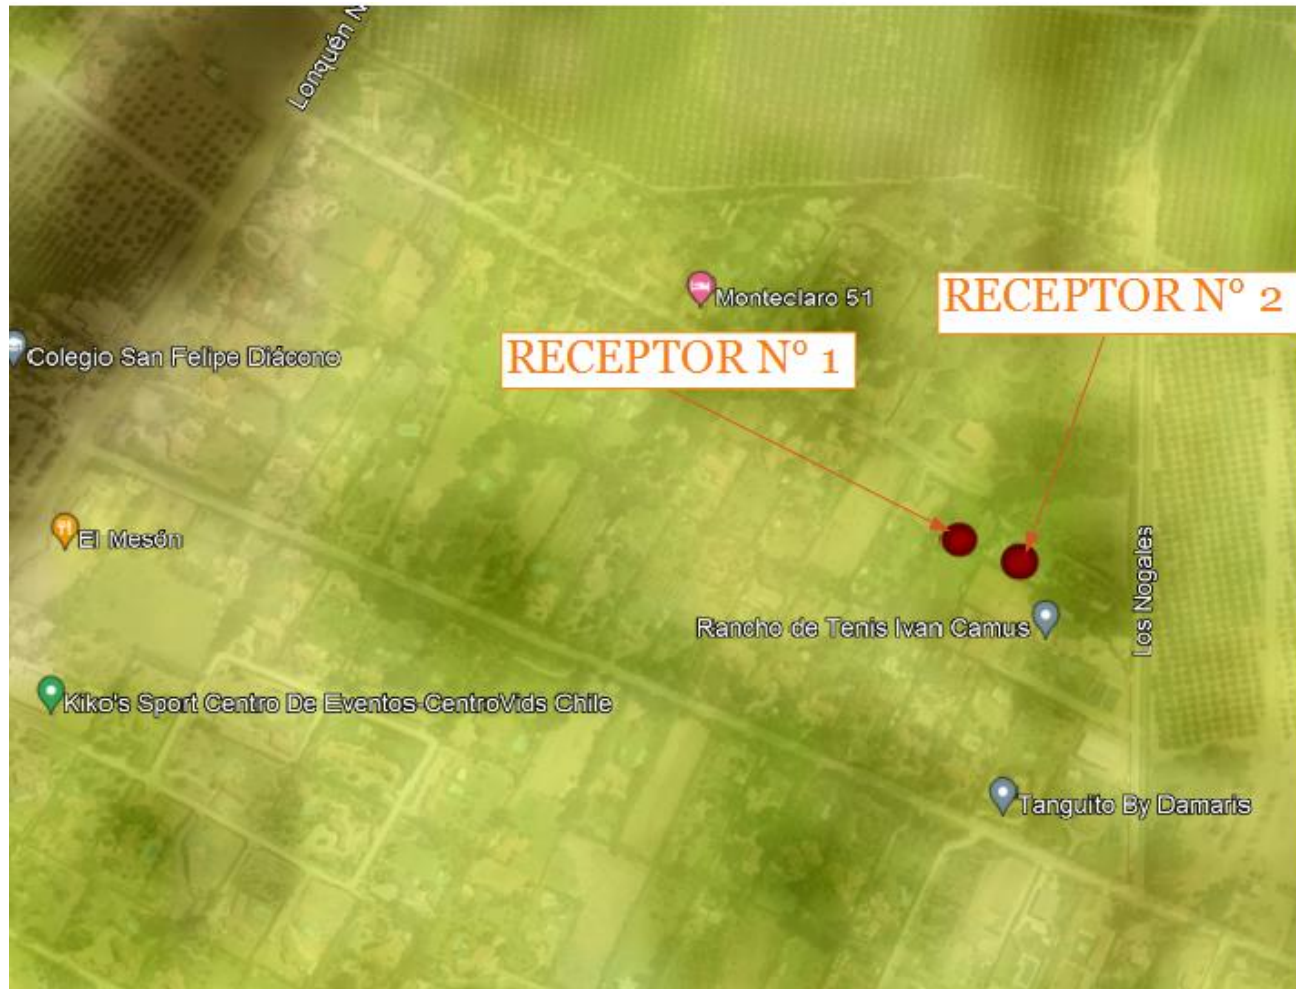 Lonquén N
Monteclaro 51
RECEPTOR N° 2
RECEPTOR N° 1
Colegio San Felipe Diácono
El Mesón
Los Nogales
Rancho de Tenis Ivan Camus
Kiko's Sport Centro De Eventos-CentroVids Chile
Tanguito By Damaris